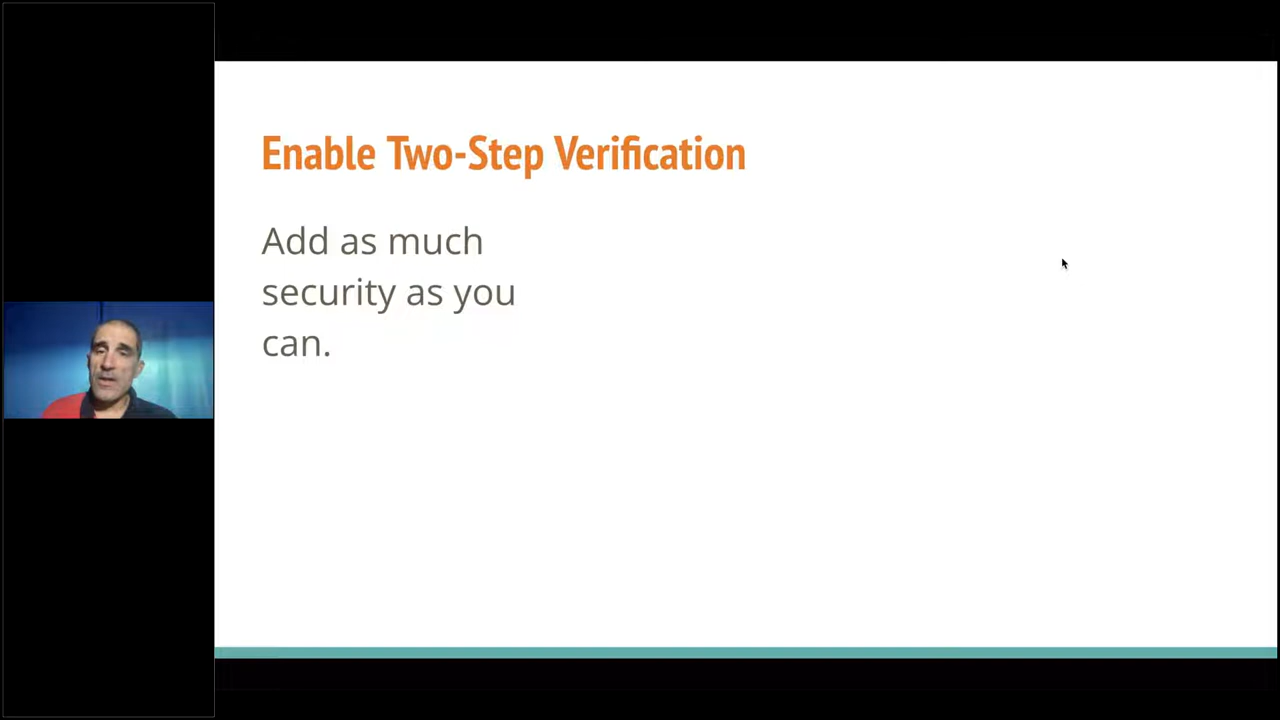 Enable Two-Step Verification
Add as much
security as you
can.